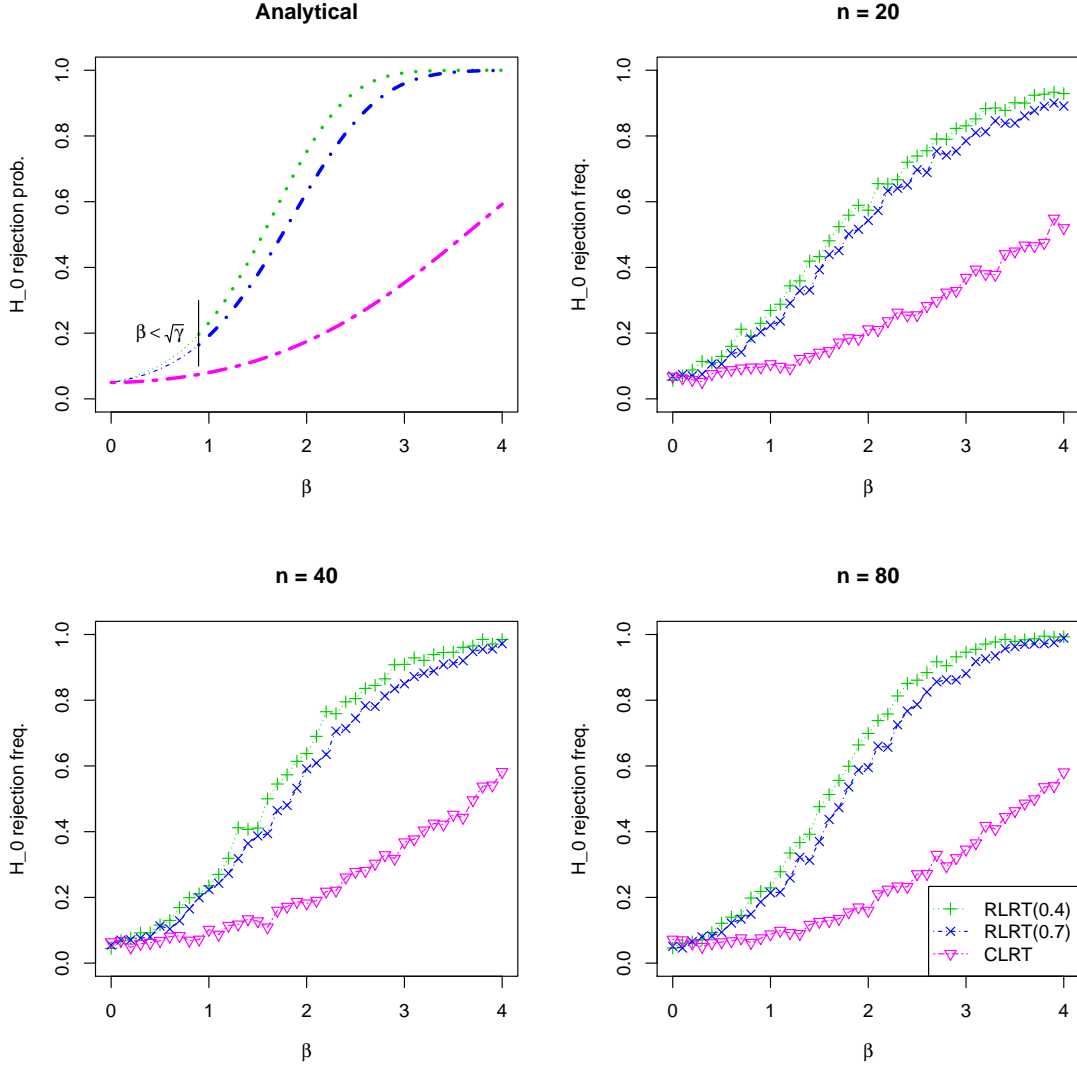 Analytical
n = 20
H_0 rejection prob.
0.0 0.2 0.4 0.6 0.8 1.0
β < √γ
0 1 2 3 4
β
H_0 rejection freq.
0.0 0.2 0.4 0.6 0.8 1.0
0 1 2 3 4
β
n = 40
n = 80
H_0 rejection freq.
0.0 0.2 0.4 0.6 0.8 1.0
0 1 2 3 4
β
H_0 rejection freq.
0.0 0.2 0.4 0.6 0.8 1.0
RLRT(0.4)
RLRT(0.7)
CLRT
0 1 2 3 4
β